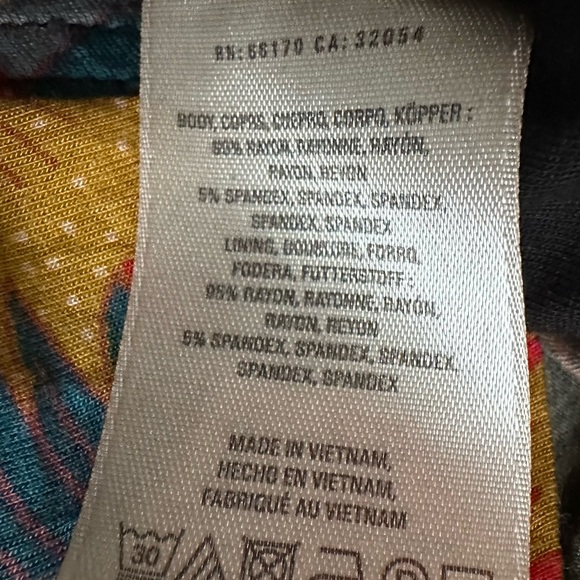 RN: 66170 CA: 32054
BODY, COPOS, CUERPO, CORPO, KÖPPER :
95% RAYON, RAYONNE, RAYÓN,
RAYON, REYON
5% SPANDEX, SPANDEX, SPANDEX,
SPANDEX, SPANDEX
LINING, DOUBLURE, FORRO,
FODERA, FUTTERSTOFF :
95% RAYON, RAYONNE, RAYÓN,
RAYON, REYON
5% SPANDEX, SPANDEX, SPANDEX,
SPANDEX, SPANDEX
MADE IN VIETNAM,
HECHO EN VIETNAM,
FABRIQUÉ AU VIETNAM
30